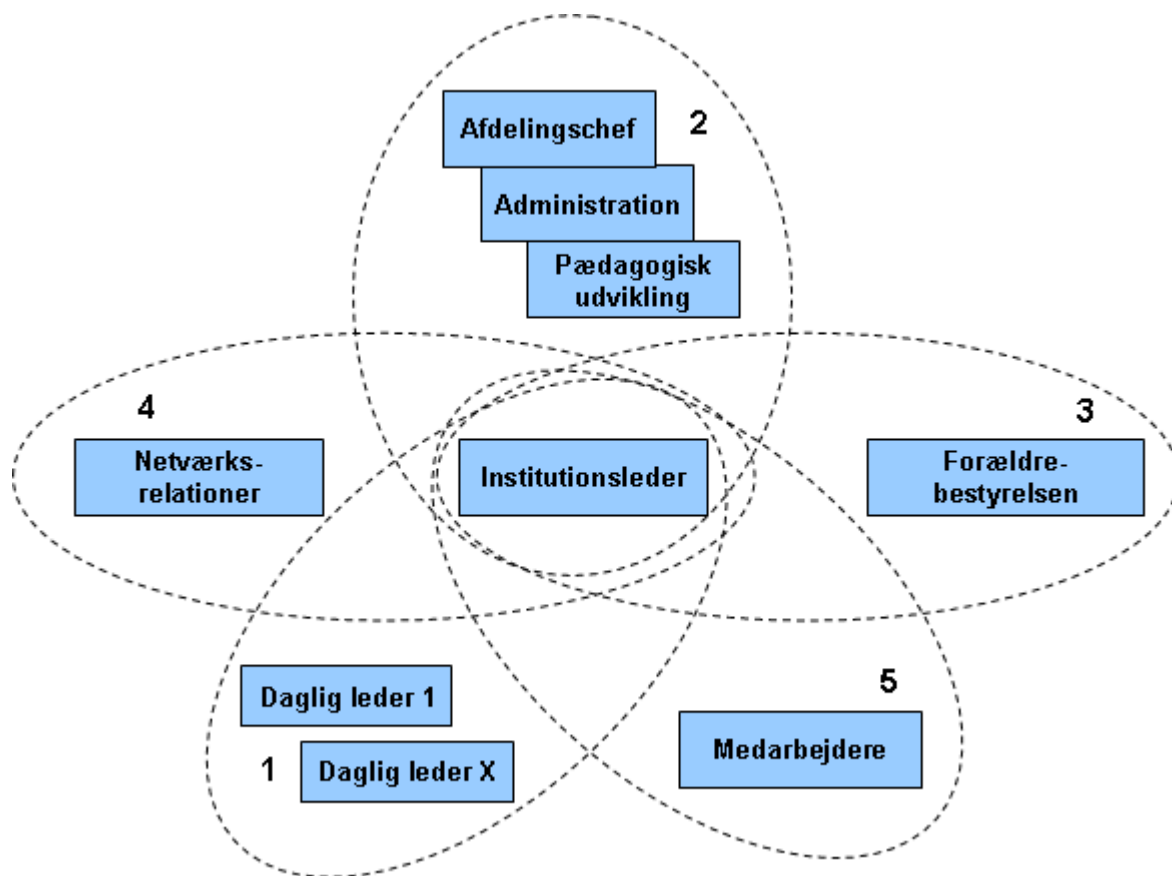 Afdelingschef
2
Administration
Pædagogisk
udvikling
4
3
Netværks-
relationer
Institutionsleder
Forældre-
bestyrelsen
Daglig leder 1
5
1
Daglig leder X
Medarbejdere